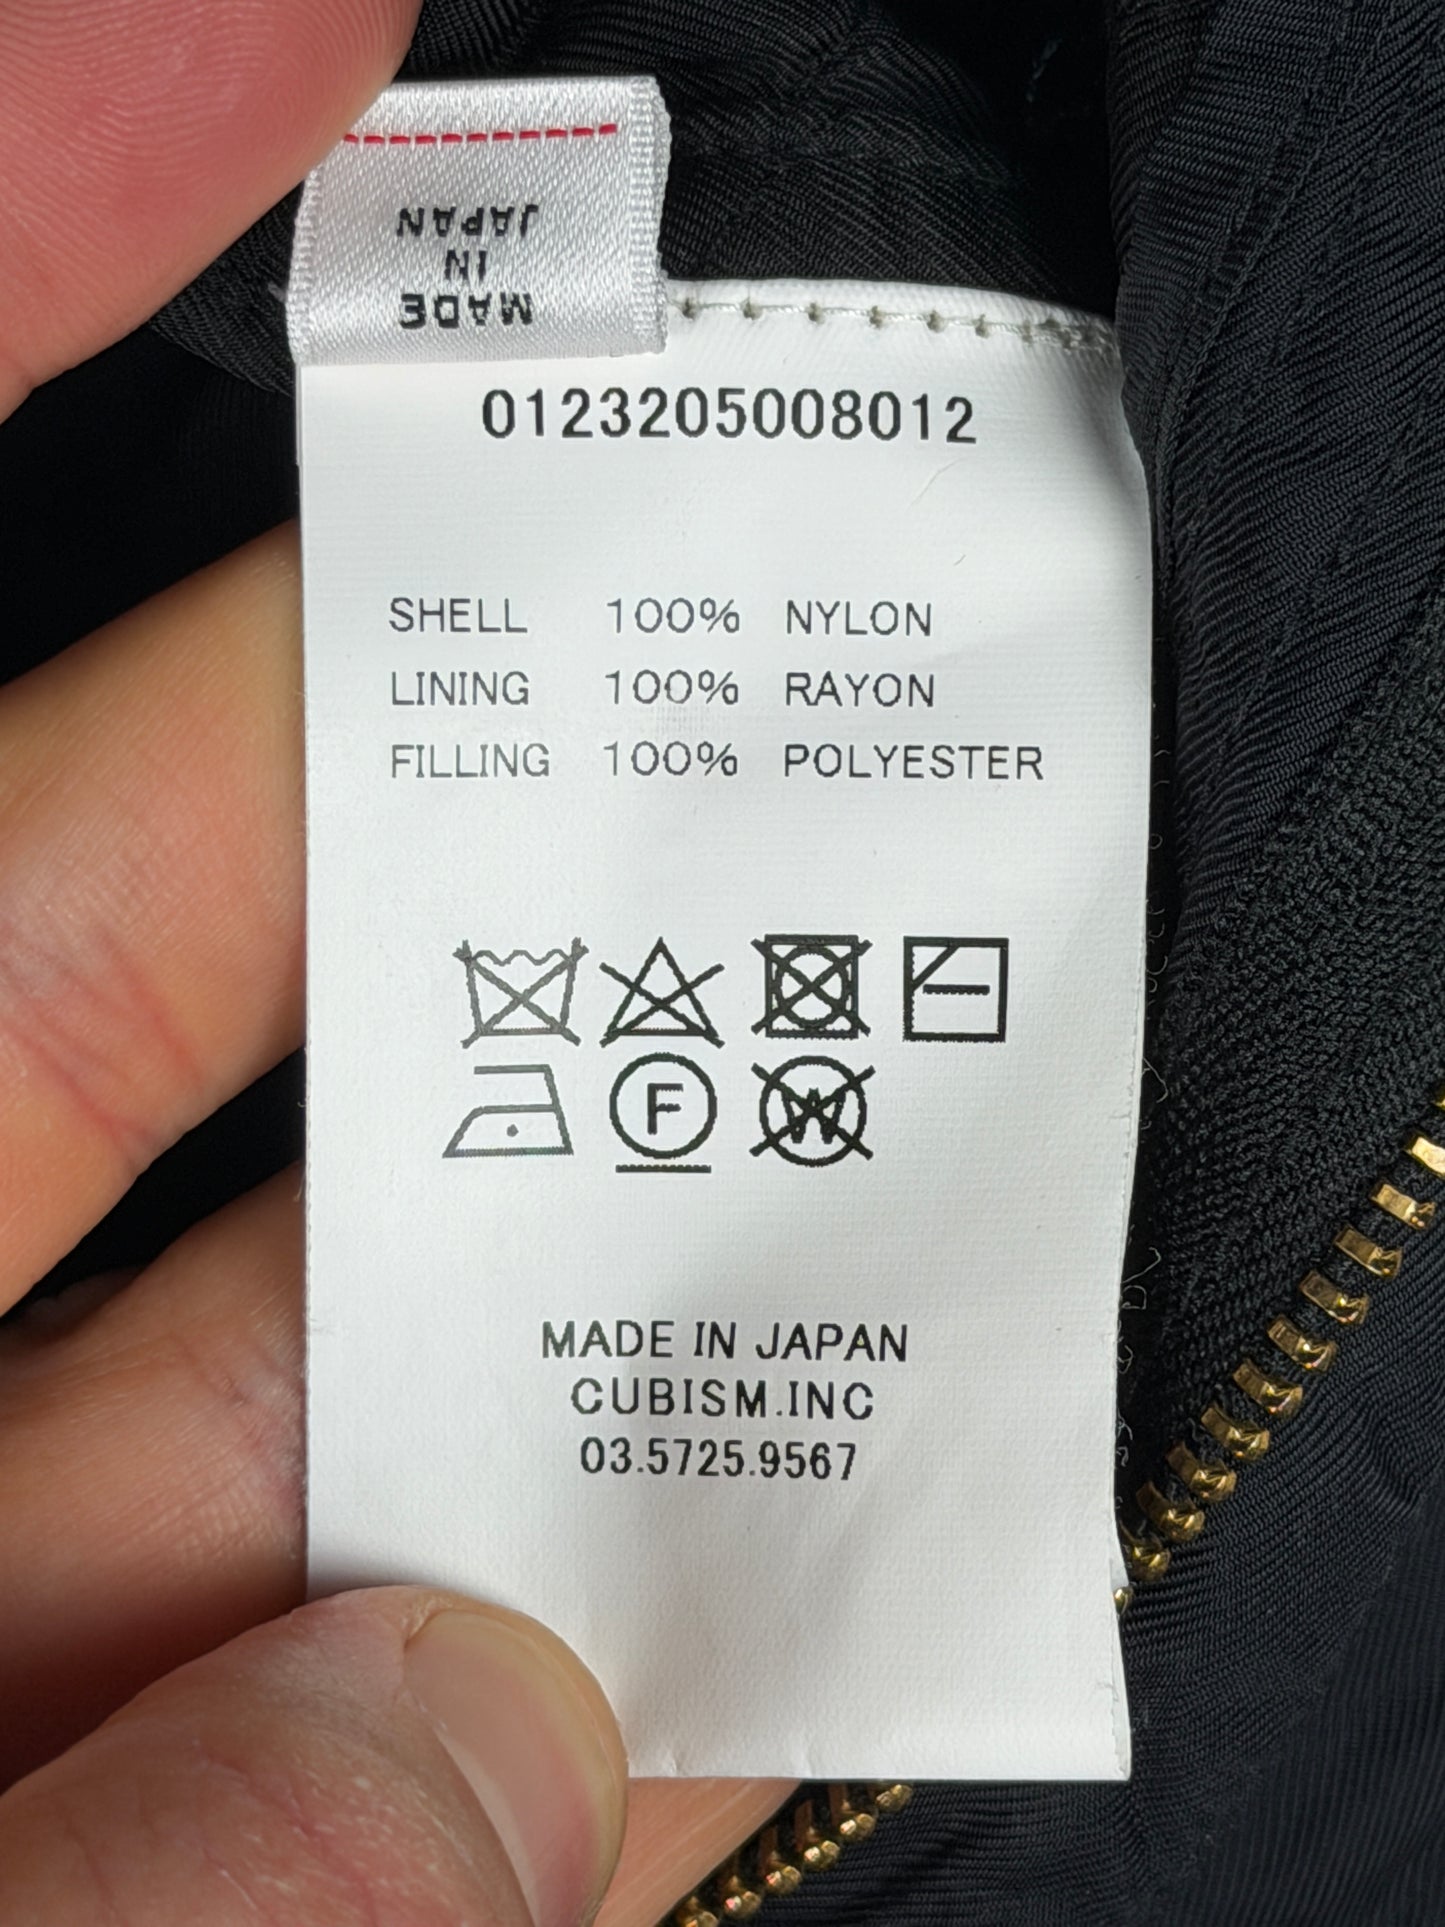 MADE
IN
JAPAN
0123205008012
SHELL 100% NYLON
LINING 100% RAYON
FILLING 100% POLYESTER
F
W
MADE IN JAPAN
CUBISM.INC
03.5725.9567